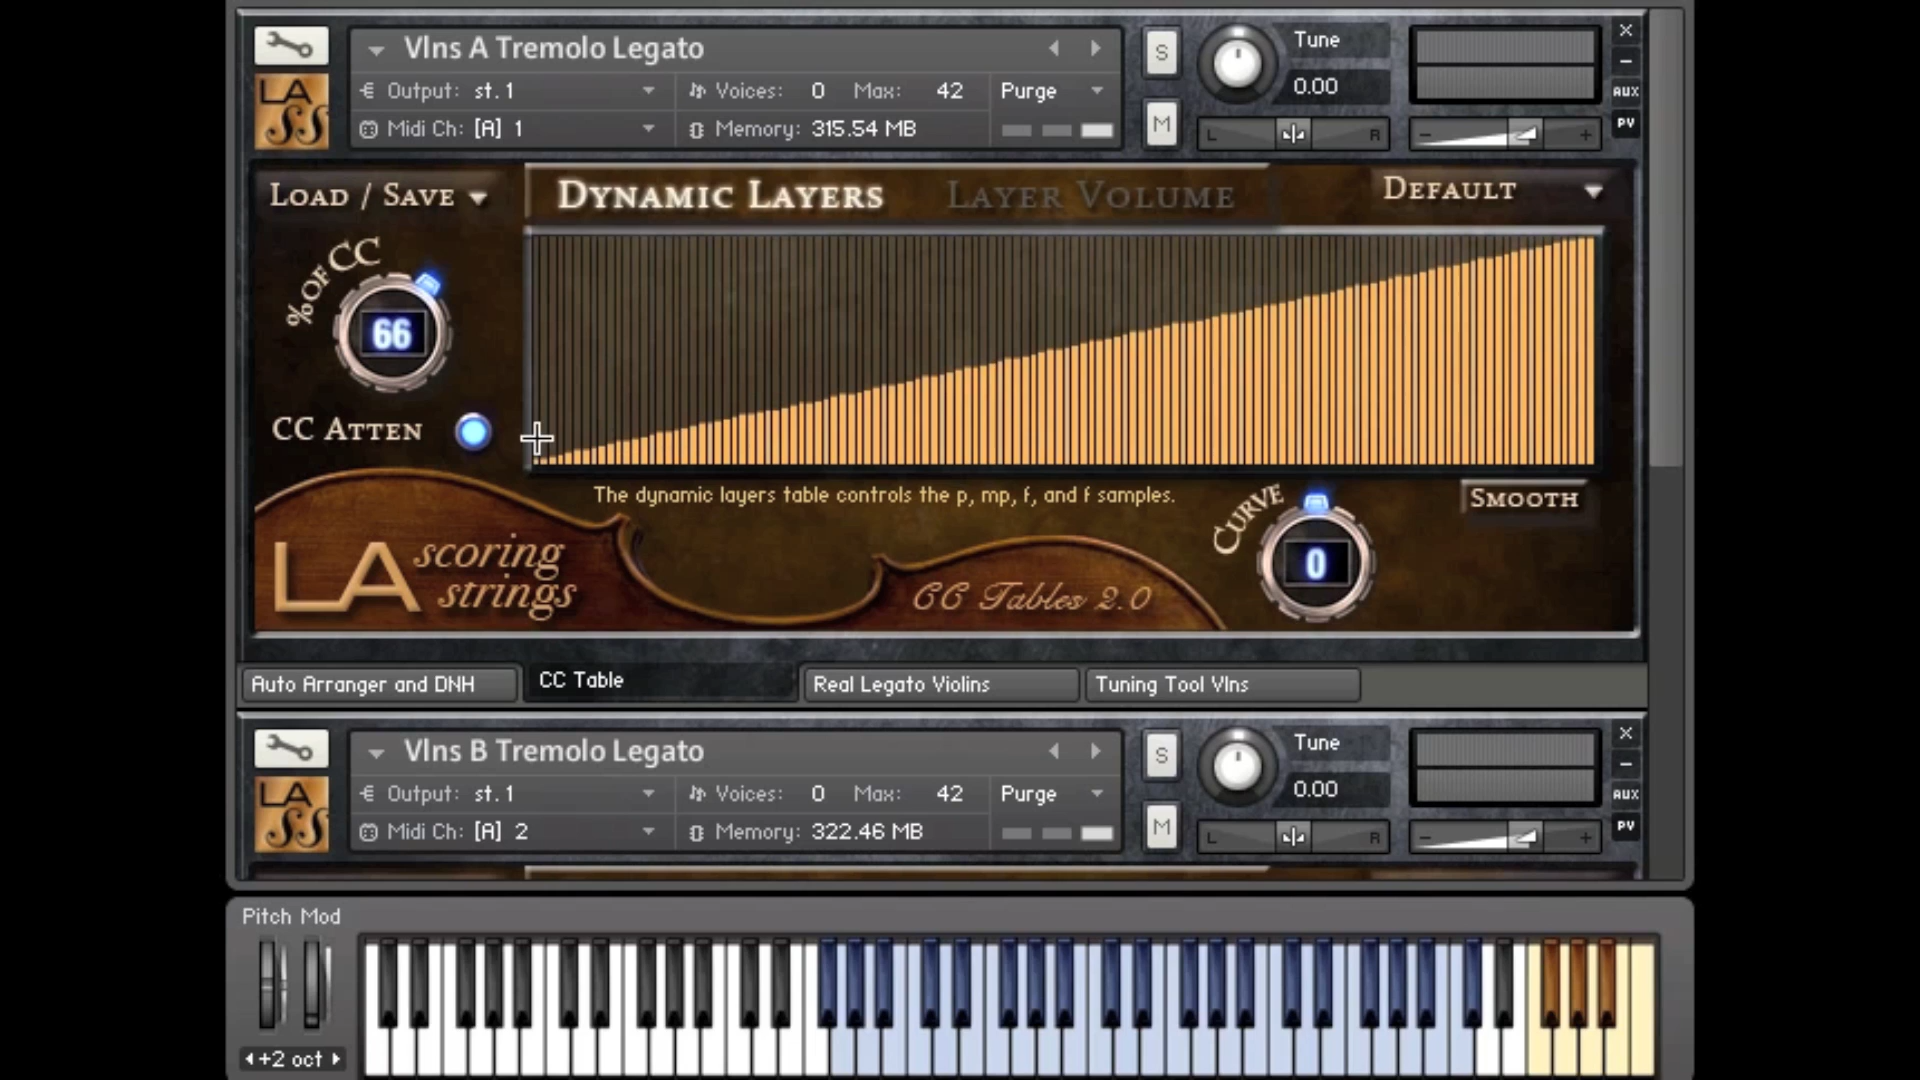 Vlns A Tremolo Legato
S
Tune
0.00
X
–
AUX
PV
LA
SS
Output: st.1
Voices: 0 Max: 42
Purge
Midi Ch: [A] 1
Memory: 315.54 MB
M
L R
– +
Load / Save
Dynamic Layers
Layer Volume
Default
% of CC
66
CC Atten
The dynamic layers table controls the p, mp, f, and f samples.
Curve
0
Smooth
LA scoring strings
CC Tables 2.0
Auto Arranger and DNH
CC Table
Real Legato Violins
Tuning Tool Vlns
Vlns B Tremolo Legato
S
Tune
0.00
X
–
AUX
PV
LA
SS
Output: st.1
Voices: 0 Max: 42
Purge
Midi Ch: [A] 2
Memory: 322.46 MB
M
L R
– +
Pitch Mod
+2 oct